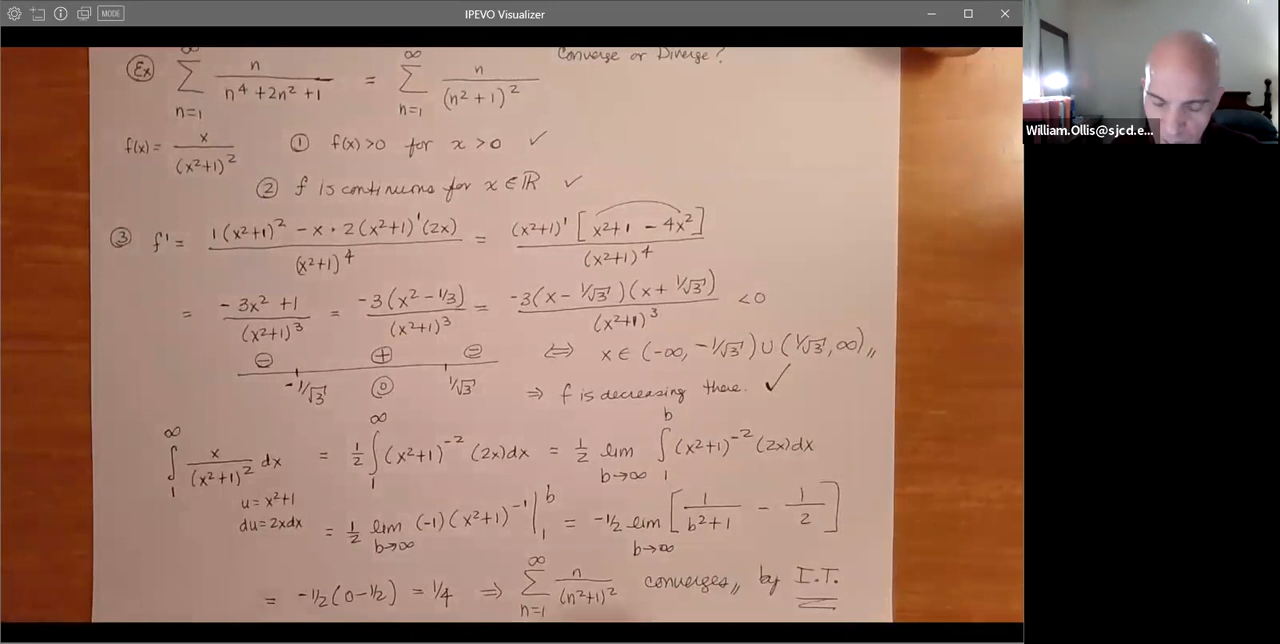 MODE
IPEVO Visualizer
Converge or Diverge?
Ex ∞ Σ n=1 n / (n⁴ + 2n² + 1) = ∞ Σ n=1 n / (n² + 1)²
f(x) = x / (x²+1)² ① f(x) > 0 for x > 0 ✓
② f is continuous for x ∈ ℝ ✓
③ f' = 1(x²+1)² − x · 2(x²+1)'(2x) / (x²+1)⁴ = (x²+1)' [x²+1 − 4x²] / (x²+1)⁴
= −3x² + 1 / (x²+1)³ = −3(x² − 1/3) / (x²+1)³ = −3(x − 1/√3)(x + 1/√3) / (x²+1)³ < 0
⊖ ⊕ ⊖ ⇔ x ∈ (−∞, −1/√3) ∪ (1/√3, ∞),,
−1/√3 ⓪ 1/√3 ⇒ f is decreasing there. ✓
∫₁^∞ x / (x²+1)² dx = ½ ∫₁^∞ (x²+1)⁻² (2x)dx = ½ lim b→∞ ∫₁^b (x²+1)⁻² (2x)dx
u = x²+1
du = 2xdx = ½ lim b→∞ (−1)(x²+1)⁻¹ |₁^b = −½ lim b→∞ [1 / (b²+1) − 1/2]
= −½(0 − ½) = ¼ ⇒ ∞ Σ n=1 n / (n²+1)² converges,, by I.T.
William.Ollis@sjcd.e...